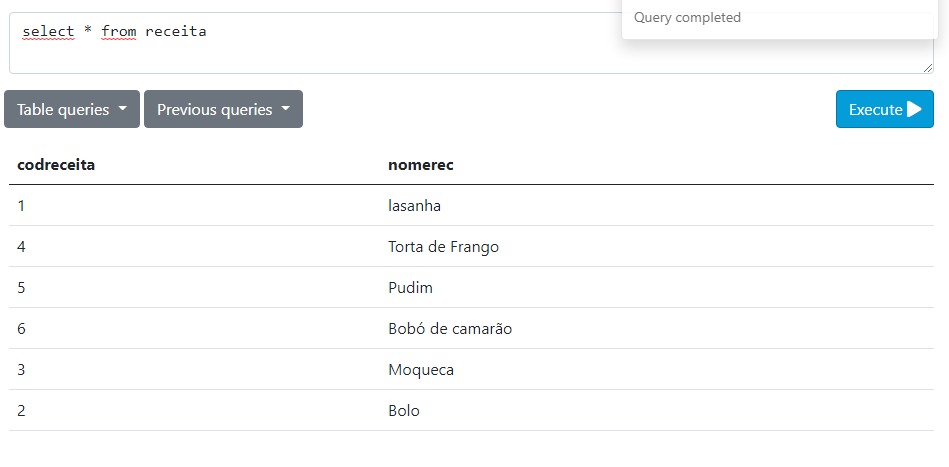 select * from receita
Query completed
Table queries Previous queries Execute
codreceita nomerec
1 lasanha
4 Torta de Frango
5 Pudim
6 Bobó de camarão
3 Moqueca
2 Bolo